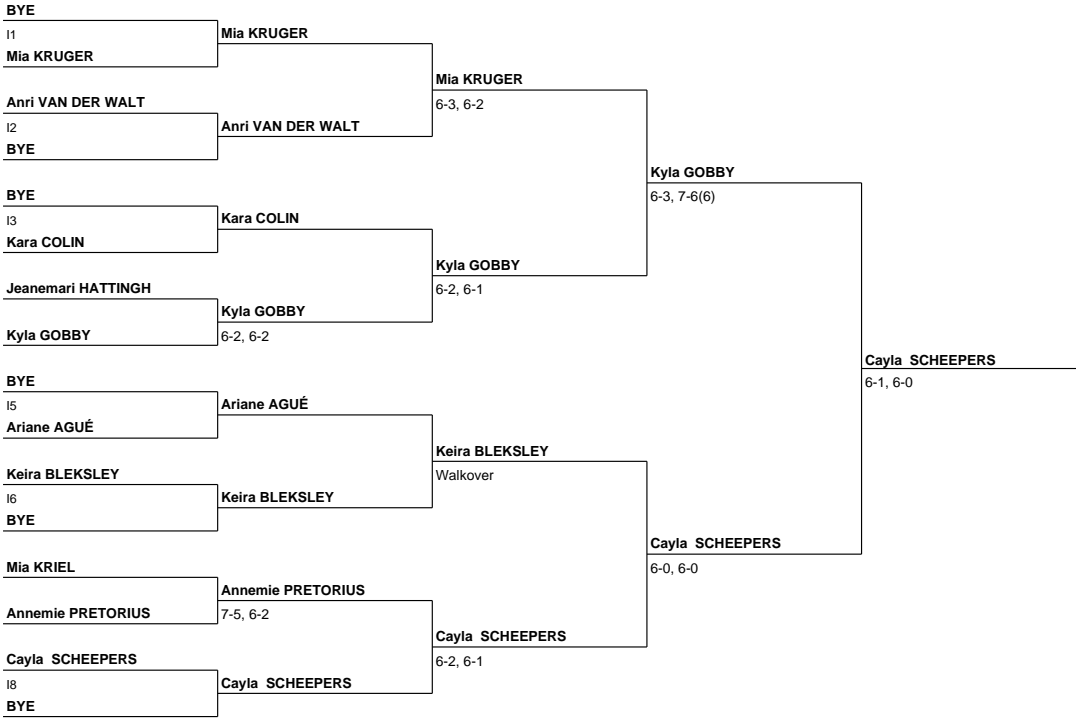 BYE
I1
Mia KRUGER
Anri VAN DER WALT
I2
BYE
BYE
I3
Kara COLIN
Jeanemari HATTINGH
Kyla GOBBY
BYE
I5
Ariane AGUÉ
Keira BLEKSLEY
I6
BYE
Mia KRIEL
Annemie PRETORIUS
Cayla SCHEEPERS
I8
BYE
Mia KRUGER
Anri VAN DER WALT
Kara COLIN
Kyla GOBBY
6-2, 6-2
Ariane AGUÉ
Keira BLEKSLEY
Annemie PRETORIUS
7-5, 6-2
Cayla SCHEEPERS
Mia KRUGER
6-3, 6-2
Kyla GOBBY
6-2, 6-1
Keira BLEKSLEY
Walkover
Cayla SCHEEPERS
6-2, 6-1
Kyla GOBBY
6-3, 7-6(6)
Cayla SCHEEPERS
6-0, 6-0
Cayla SCHEEPERS
6-1, 6-0